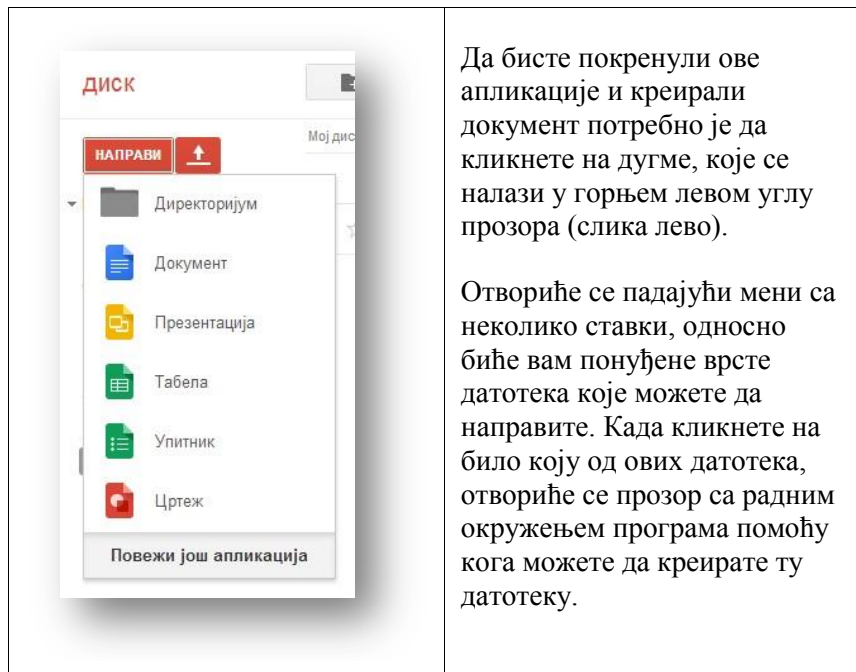 диск
Мој дис
НАПРАВИ
Директоријум
Документ
Презентација
Табела
Упитник
Цртеж
Повежи још апликација
Да бисте покренули ове
апликације и креирали
документ потребно је да
кликнете на дугме, које се
налази у горњем левом углу
прозора (слика лево).
Отвориће се падајући мени са
неколико ставки, односно
биће вам понуђене врсте
датотека које можете да
направите. Када кликнете на
било коју од ових датотека,
отвориће се прозор са радним
окружењем програма помоћу
кога можете да креирате ту
датотеку.